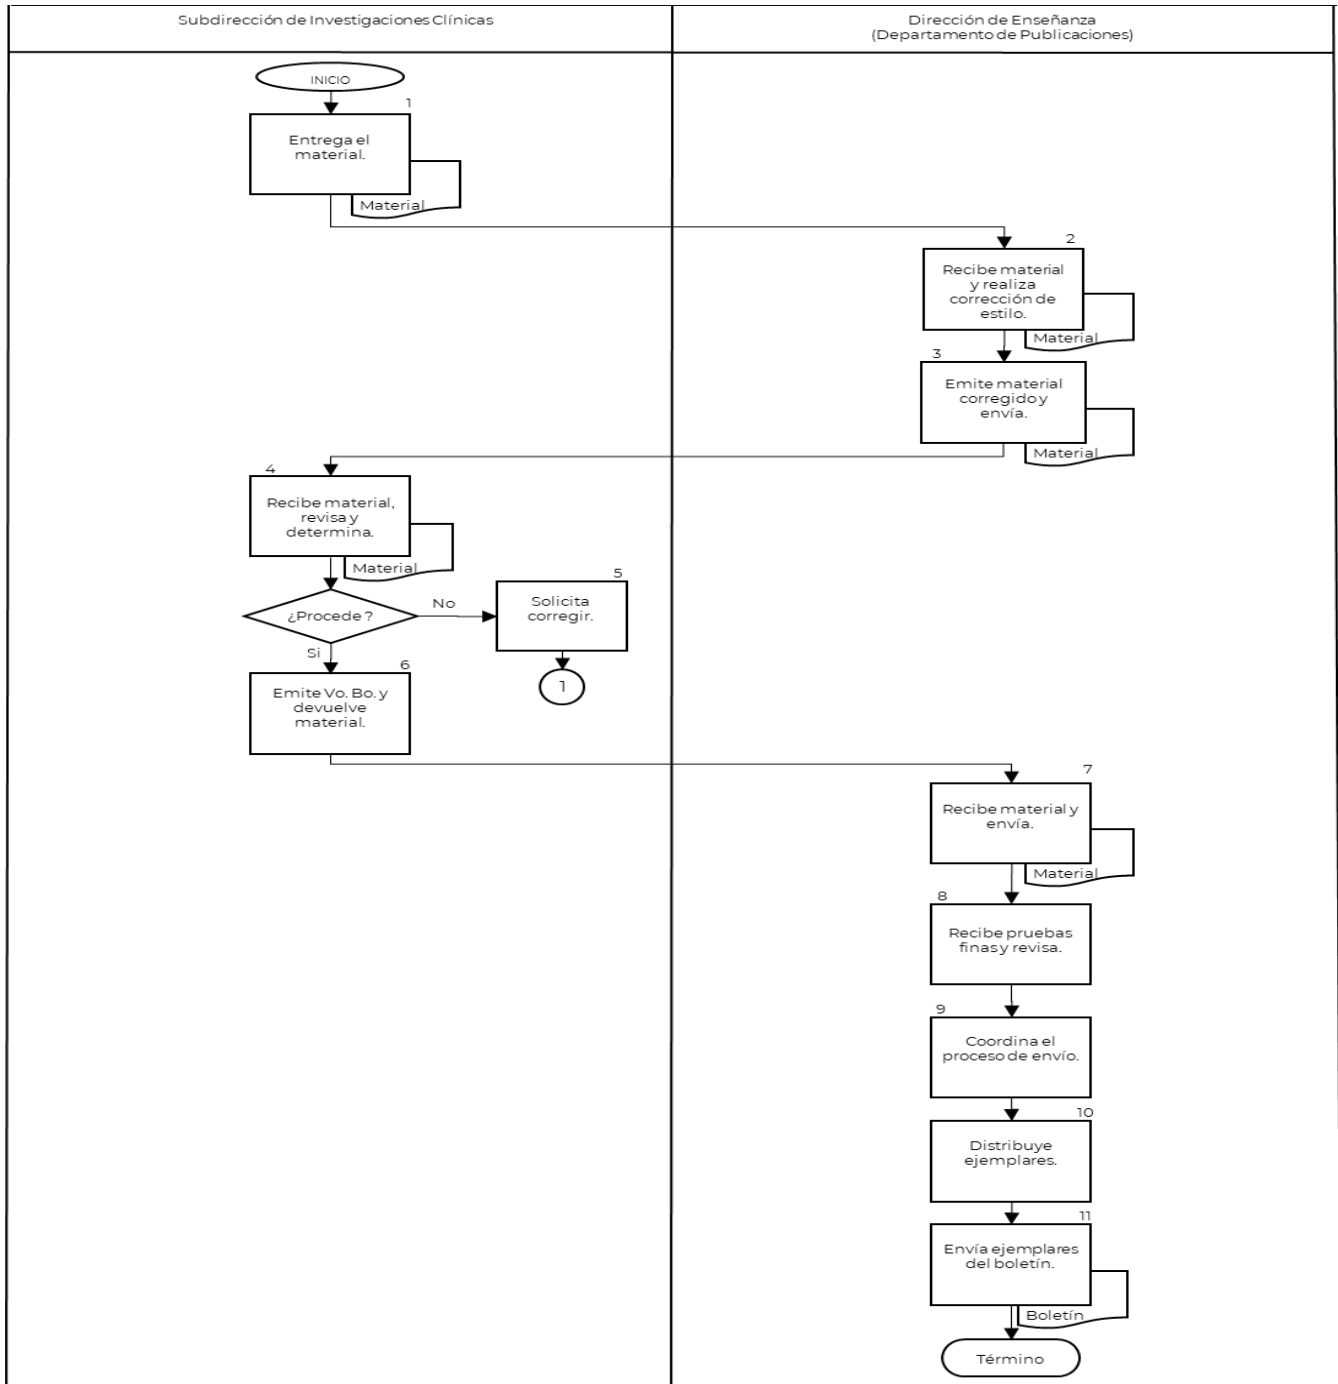 Subdirección de Investigaciones Clínicas
Dirección de Enseñanza
(Departamento de Publicaciones)
INICIO
1
Entrega el
material.
Material
2
Recibe material
y realiza
corrección de
estilo.
Material
3
Emite material
corregido y
envía.
Material
4
Recibe material,
revisa y
determina.
Material
¿Procede ?
No
5
Solicita
corregir.
1
Si
6
Emite Vo. Bo. y
devuelve
material.
7
Recibe material y
envía.
Material
8
Recibe pruebas
finas y revisa.
9
Coordina el
proceso de envío.
10
Distribuye
ejemplares.
11
Envía ejemplares
del boletín.
Boletín
Término